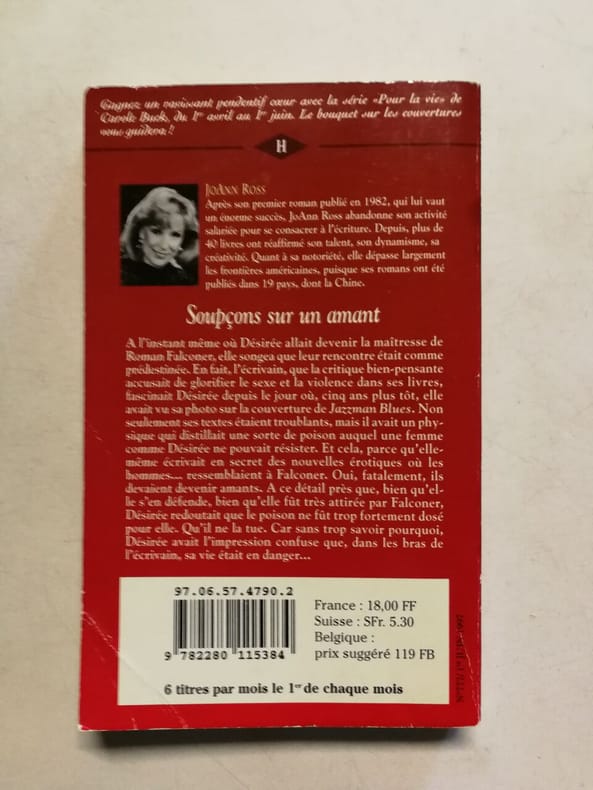 Gagnez un ravissant pendentif cœur avec la série «Pour la vie» de
Carole Buck, du 1er avril au 1er juin. Le bouquet sur les couvertures
vous guidera !
H
JoAnn Ross
Après son premier roman publié en 1982, qui lui vaut
un énorme succès, JoAnn Ross abandonne son activité
salariée pour se consacrer à l'écriture. Depuis, plus de
40 livres ont réaffirmé son talent, son dynamisme, sa
créativité. Quant à sa notoriété, elle dépasse largement
les frontières américaines, puisque ses romans ont été
publiés dans 19 pays, dont la Chine.
Soupçons sur un amant
A l'instant même où Désirée allait devenir la maîtresse de
Roman Falconer, elle songea que leur rencontre était comme
prédestinée. En fait, l'écrivain, que la critique bien-pensante
accusait de glorifier le sexe et la violence dans ses livres,
fascinait Désirée depuis le jour où, cinq ans plus tôt, elle
avait vu sa photo sur la couverture de Jazzman Blues. Non
seulement ses textes étaient troublants, mais il avait un phy-
sique qui distillait une sorte de poison auquel une femme
comme Désirée ne pouvait résister. Et cela, parce qu'elle-
même écrivait en secret des nouvelles érotiques où les
hommes... ressemblaient à Falconer. Oui, fatalement, ils
devaient devenir amants. A ce détail près que, bien qu'el-
le s'en défende, bien qu'elle fût très attirée par Falconer,
Désirée redoutait que le poison ne fût trop fortement dosé
pour elle. Qu'il ne la tue. Car sans trop savoir pourquoi,
Désirée avait l'impression confuse que, dans les bras de
l'écrivain, sa vie était en danger...
97.06.57.4790.2
9 782280 115384
France : 18,00 FF
Suisse : SFr. 5.30
Belgique :
prix suggéré 119 FB
6 titres par mois le 1er de chaque mois